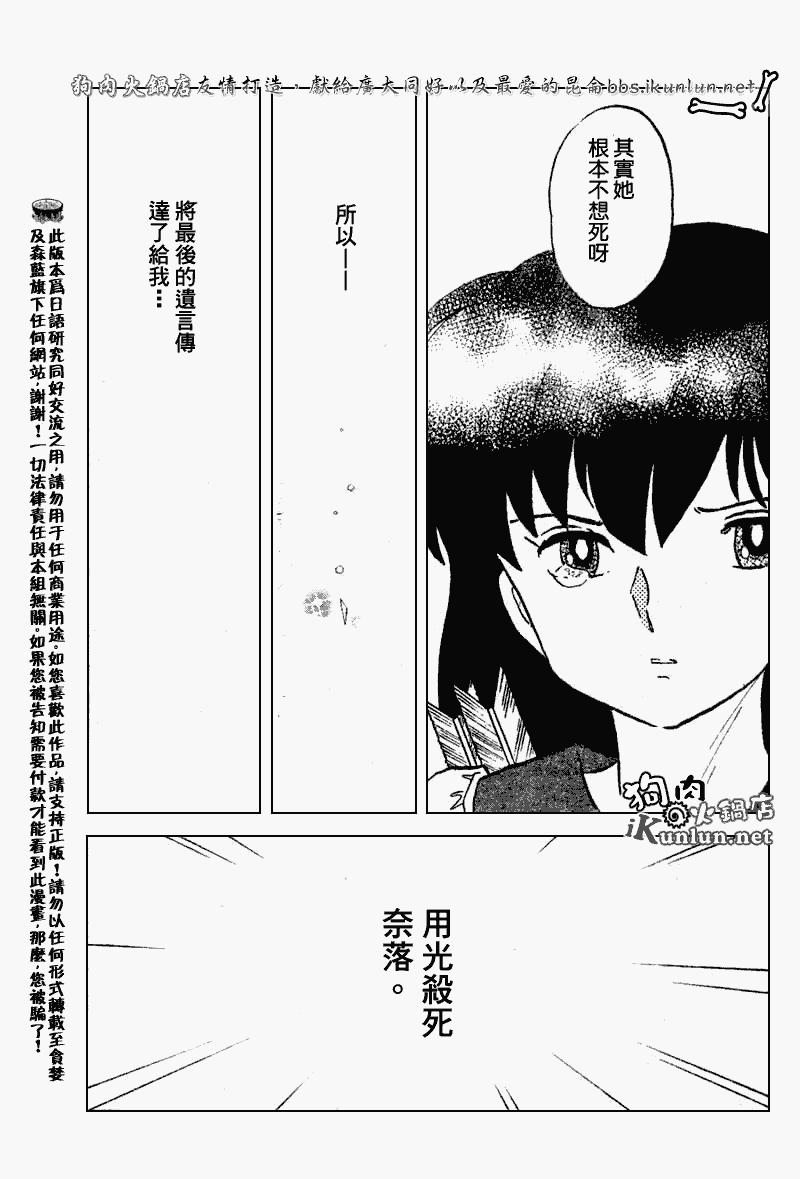 狗肉火鍋店友情打造，獻給廣大同好以及最愛的昆侖bbs.ikunlun.net
其實她
根本不想死呀
所以——
將最後的遺言傳
達了給我…
用光殺死
奈落。
狗肉
火鍋店
iKunlun.net
此版本爲日語研究同好交流之用，請勿用于任何商業用途。如您喜歡此作品，請支持正版！請勿以任何形式轉載至貪婪
及森藍旗下任何網站，謝謝！一切法律責任與本組無關。如果您被告知需要付款才能看到此漫畫，那麼，您被騙了！